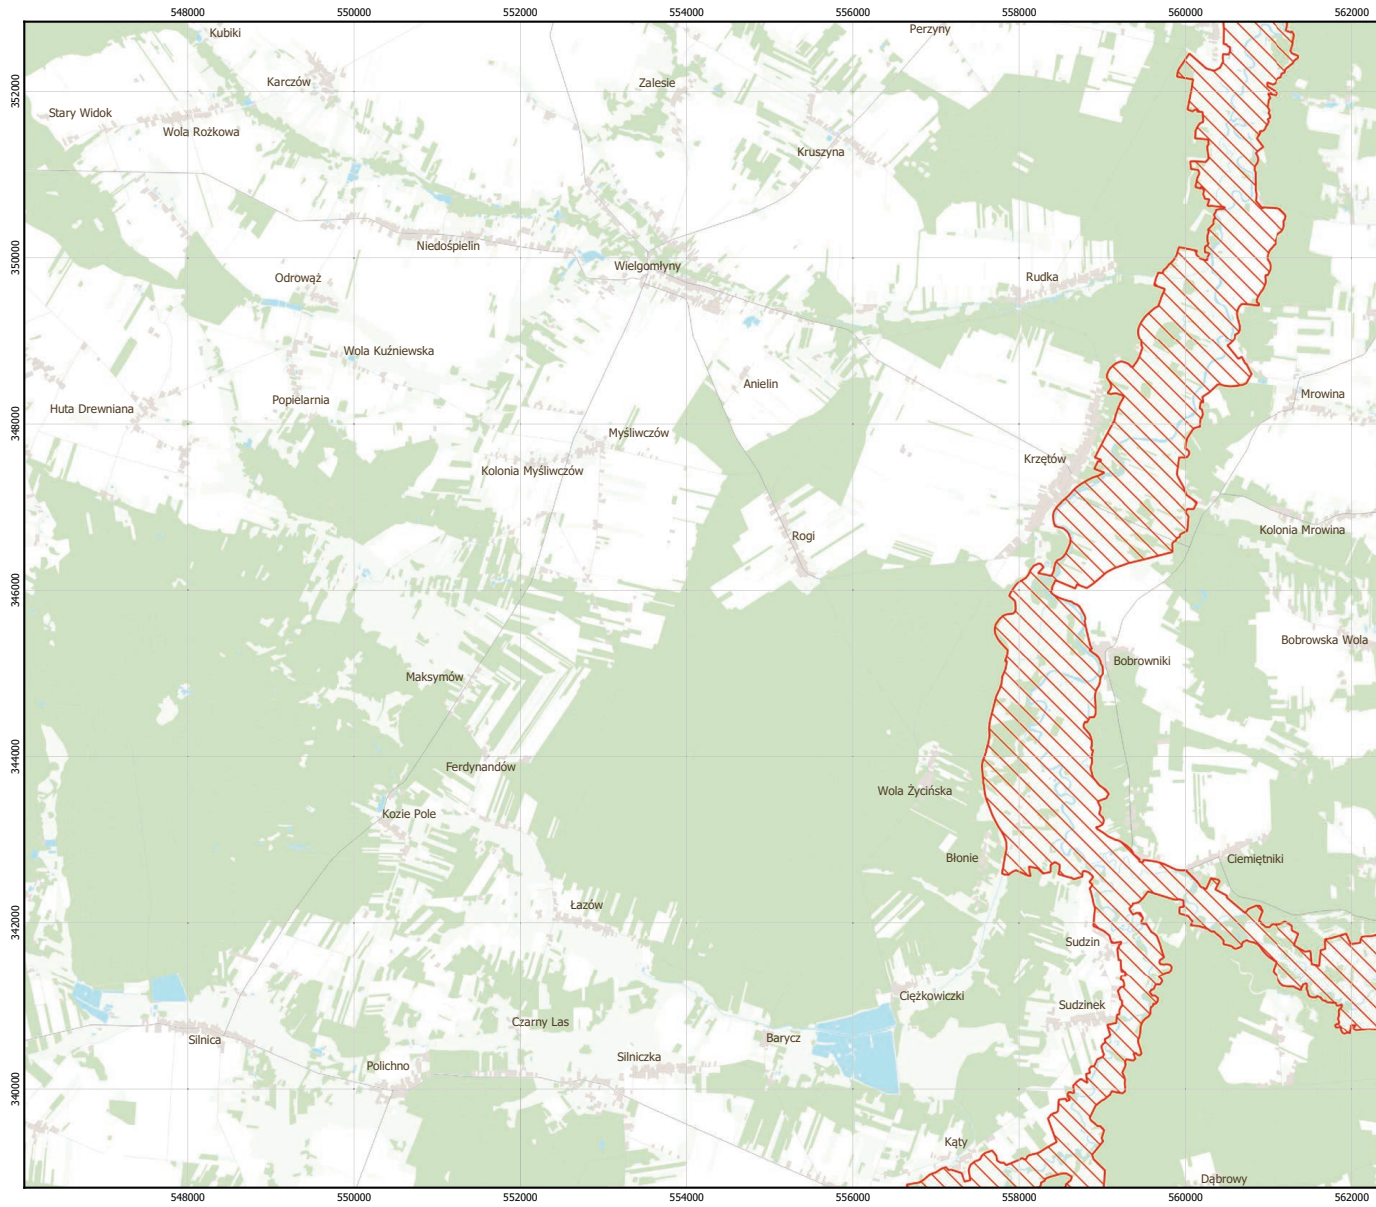 548000 550000 552000 554000 556000 558000 560000 562000
Kubiki
Perzyny
Karczów
Zalesie
352000
Stary Widok
Wola Rożkowa
Kruszyna
Niedośpielin
350000
Wielgomłyny
Odrowąż
Rudka
Wola Kuźniewska
Anielin
Mrowina
Popielarnia
Huta Drewniana
348000
Myśliwczów
Krzętów
Kolonia Myśliwczów
Kolonia Mrowina
Rogi
346000
Bobrowska Wola
Bobrowniki
Maksymów
344000
Ferdynandów
Wola Życińska
Kozie Pole
Błonie
Ciemiętniki
Łazów
342000
Sudzin
Ciężkowiczki
Sudzinek
Czarny Las
Silnica
Barycz
Silniczka
Polichno
340000
Kąty
Dąbrowy
548000 550000 552000 554000 556000 558000 560000 562000